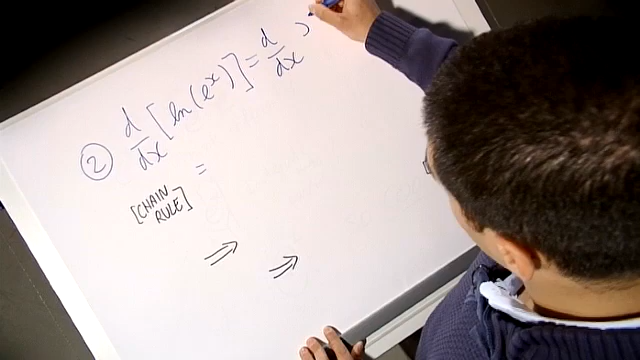 ② d/dx [ln(e^x)] = d/dx
=
[CHAIN
RULE]
⇒ ⇒